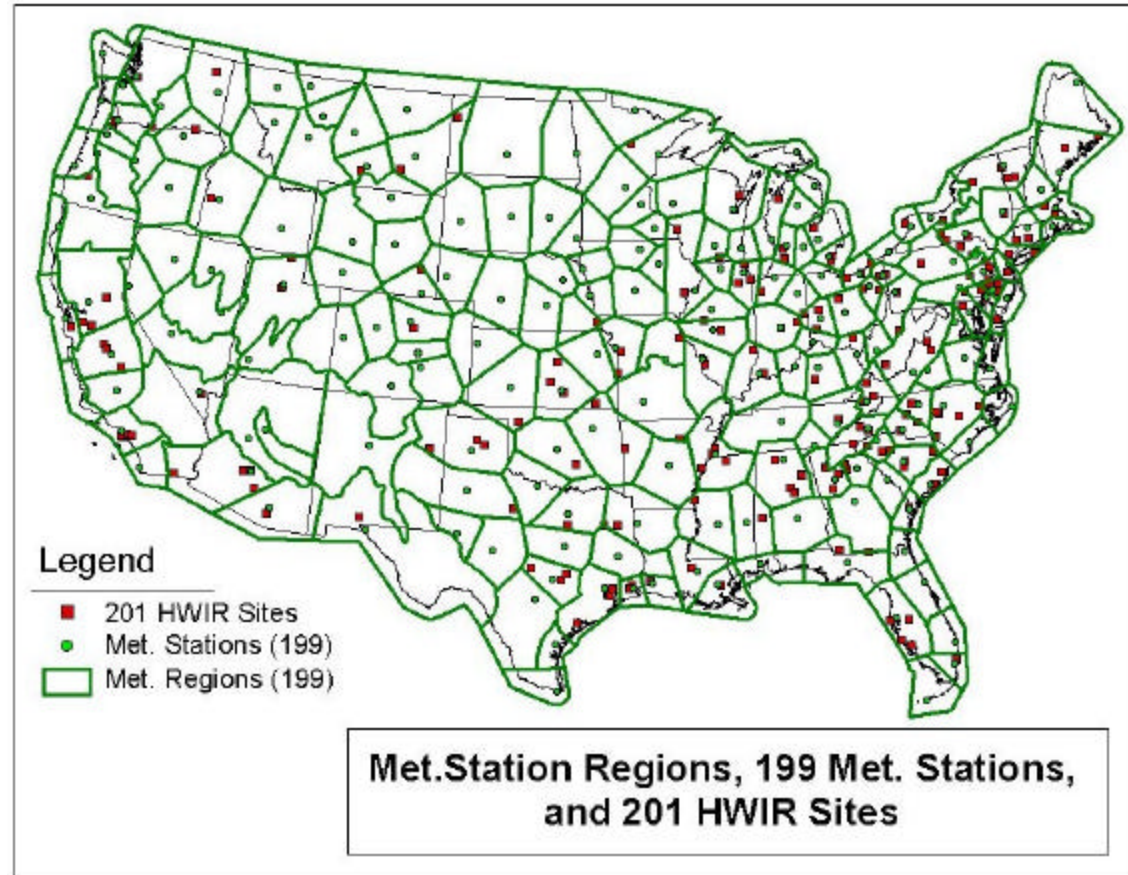 Legend
201 HWIR Sites
Met. Stations (199)
Met. Regions (199)
Met.Station Regions, 199 Met. Stations,
and 201 HWIR Sites